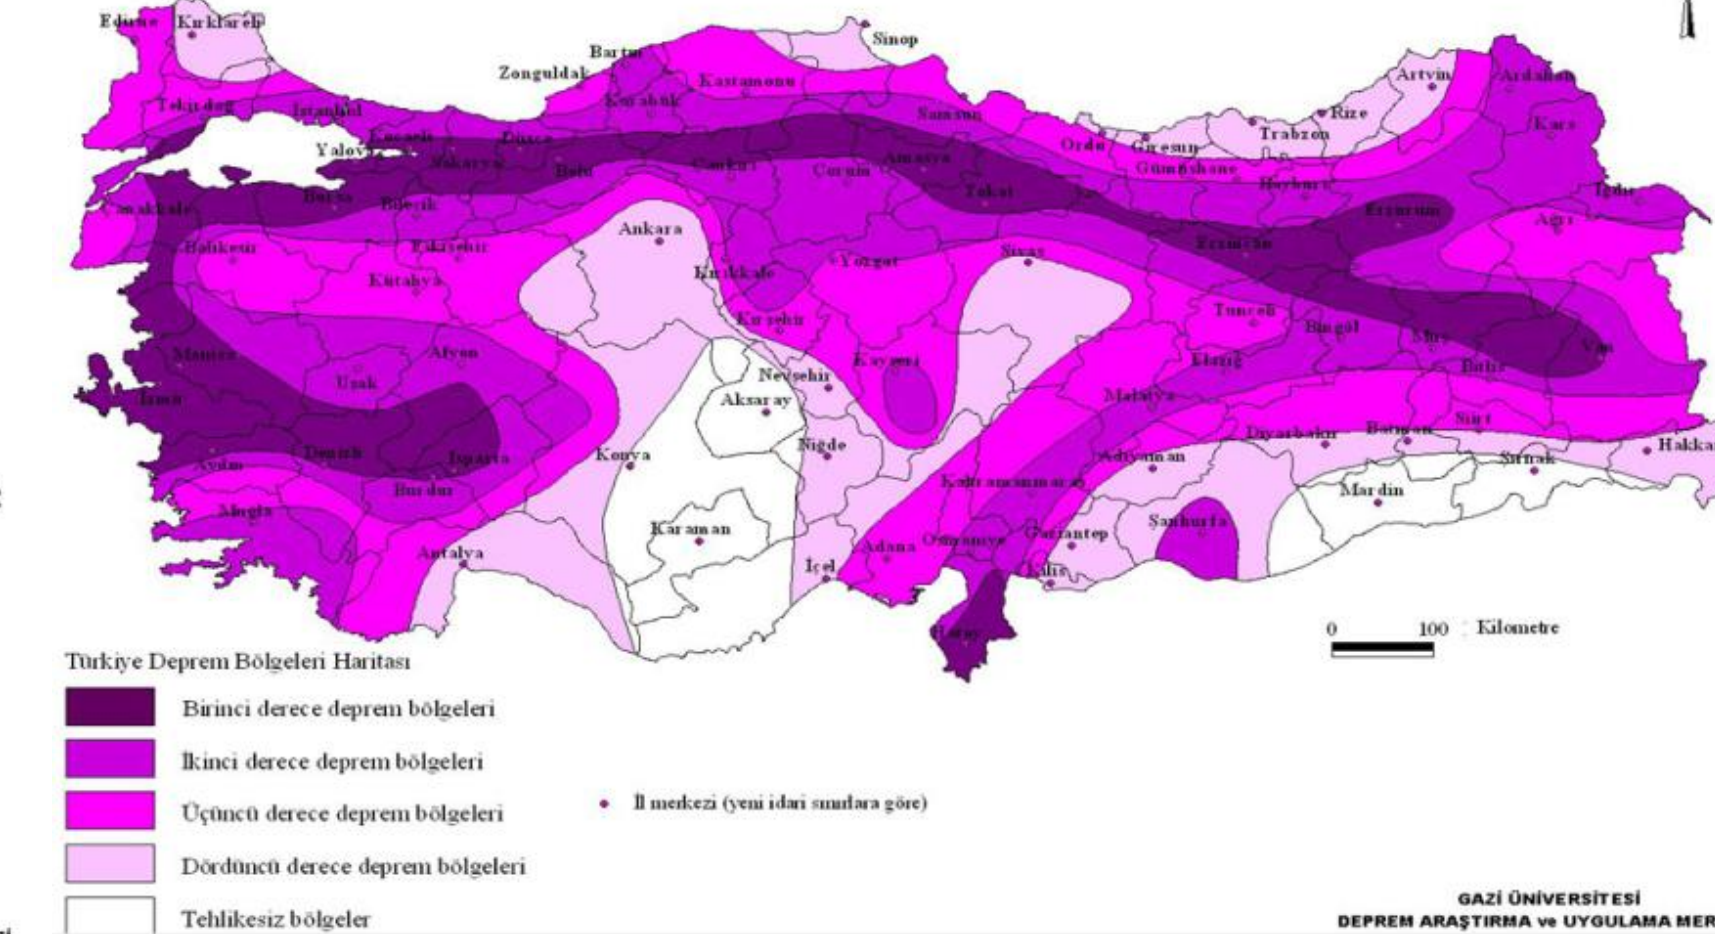 Edirne
Kırklareli
Sinop
Bartın
Zonguldak
Kastamonu
Artvin
Ardahan
Tekirdağ
İstanbul
Karabük
Samsun
Rize
Kars
Kocaeli
Düzce
Trabzon
Yalova
Sakarya
Ordu
Giresun
Bolu
Çankırı
Çorum
Amasya
Gümüşhane
Bayburt
Tokat
Iğdır
Çanakkale
Bursa
Bilecik
Erzurum
Ağrı
Ankara
Balıkesir
Eskişehir
Sivas
Erzincan
Kırıkkale
Yozgat
Kütahya
Tunceli
Kırşehir
Bingöl
Muş
Van
Manisa
Afyon
Uşak
Kayseri
Elazığ
Bitlis
Nevşehir
İzmir
Aksaray
Malatya
Siirt
Batman
Diyarbakır
Hakka
Niğde
Konya
Adıyaman
Şırnak
Aydın
Denizli
Isparta
Burdur
Kahramanmaraş
Mardin
Muğla
Karaman
Şanlıurfa
Gaziantep
Osmaniye
Adana
Antalya
İçel
Kilis
Hatay
0 100 Kilometre
Türkiye Deprem Bölgeleri Haritası
Birinci derece deprem bölgeleri
İkinci derece deprem bölgeleri
Üçüncü derece deprem bölgeleri
İl merkezi (yeni idari sınırlara göre)
Dördüncü derece deprem bölgeleri
Tehlikesiz bölgeler
GAZİ ÜNİVERSİTESİ
DEPREM ARAŞTIRMA ve UYGULAMA MER